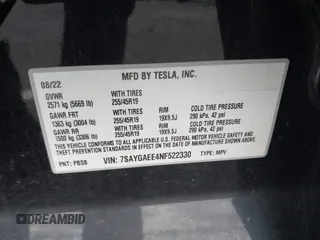 MFD BY TESLA, INC.
08/22
GVWR
2571 kg (5669 lb)
WITH TIRES
255/45R19
GAWR FRT
1363 kg (3004 lb)
WITH TIRES
255/45R19
RIM
19X9.5J
COLD TIRE PRESSURE
290 kPa, 42 psi
GAWR RR
1500 kg (3306 lb)
WITH TIRES
255/45R19
RIM
19X9.5J
COLD TIRE PRESSURE
290 kPa, 42 psi
THIS VEHICLE CONFORMS TO ALL APPLICABLE U.S. FEDERAL MOTOR VEHICLE SAFETY AND
THEFT PREVENTION STANDARDS IN EFFECT ON THE DATE OF MANUFACTURE SHOWN ABOVE.
PNT: PBSB
VIN: 7SAYGAEE4NF522330
TYPE: MPV
DREAMBID